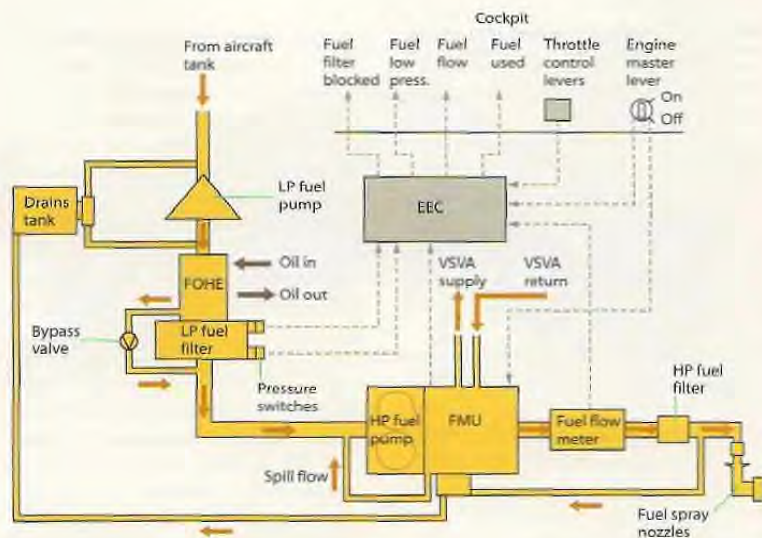 Cockpit
From aircraft
tank
Fuel
filter
blocked
Fuel
low
press.
Fuel
flow
Fuel
used
Throttle
control
levers
Engine
master
lever
On
Off
Drains
tank
LP fuel
pump
EEC
FOHE
Oil in
Oil out
VSVA
supply
VSVA
return
Bypass
valve
LP fuel
filter
Pressure
switches
HP fuel
filter
HP fuel
pump
FMU
Fuel flow
meter
Spill flow
Fuel spray
nozzles